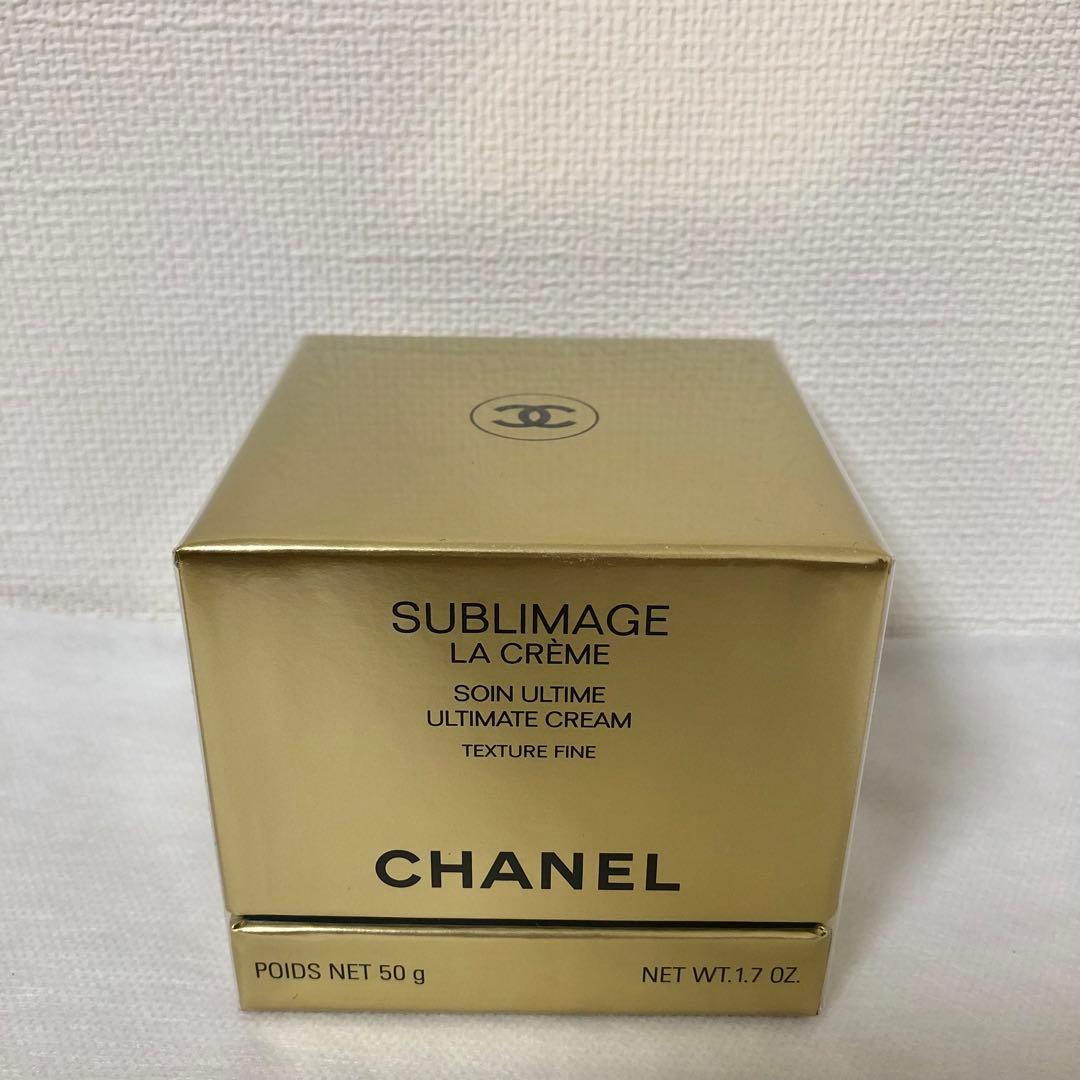 SUBLIMAGE
LA CRÈME
SOIN ULTIME
ULTIMATE CREAM
TEXTURE FINE
CHANEL
POIDS NET 50 g
NET WT.1.7 OZ.